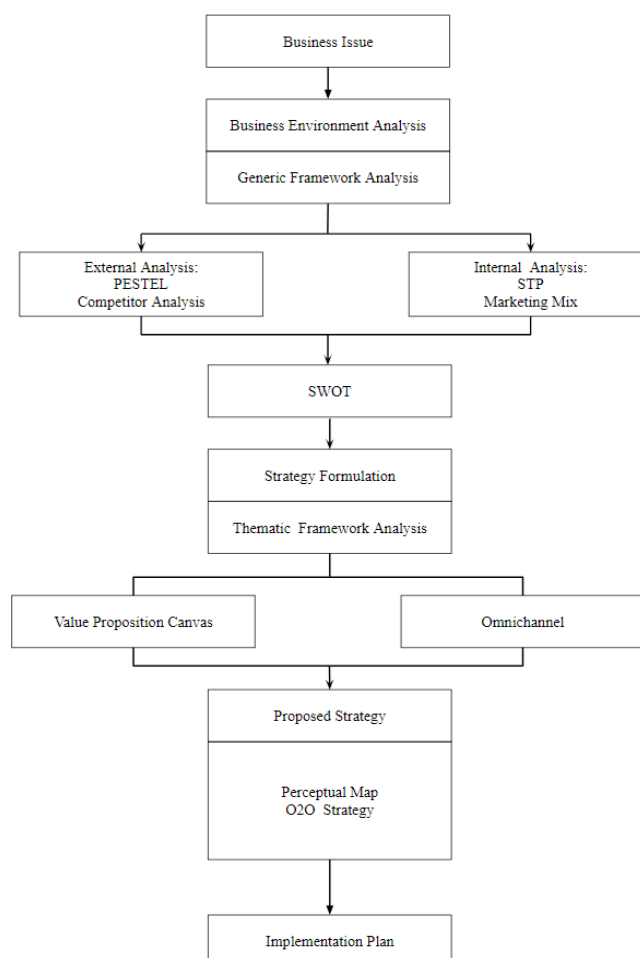 Business Issue
Business Environment Analysis
Generic Framework Analysis
External Analysis:
PESTEL
Competitor Analysis
Internal Analysis:
STP
Marketing Mix
SWOT
Strategy Formulation
Thematic Framework Analysis
Value Proposition Canvas
Omnichannel
Proposed Strategy
Perceptual Map
O2O Strategy
Implementation Plan